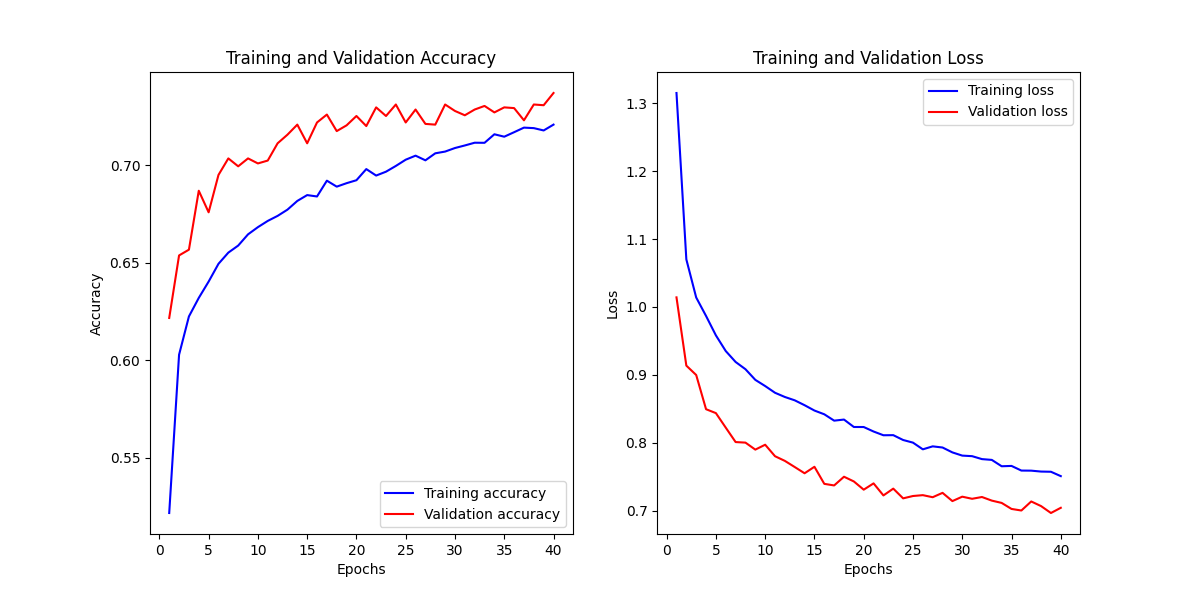 Training and Validation Accuracy
Accuracy
0.70
0.65
0.60
0.55
Training accuracy
Validation accuracy
0 5 10 15 20 25 30 35 40
Epochs
Training and Validation Loss
Loss
1.3
1.2
1.1
1.0
0.9
0.8
0.7
Training loss
Validation loss
0 5 10 15 20 25 30 35 40
Epochs